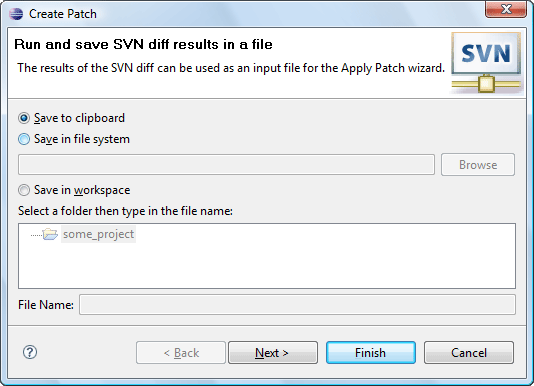 Create Patch
Run and save SVN diff results in a file
The results of the SVN diff can be used as an input file for the Apply Patch wizard.
SVN
Save to clipboard
Save in file system
Browse
Save in workspace
Select a folder then type in the file name:
some_project
File Name:
? < Back Next > Finish Cancel